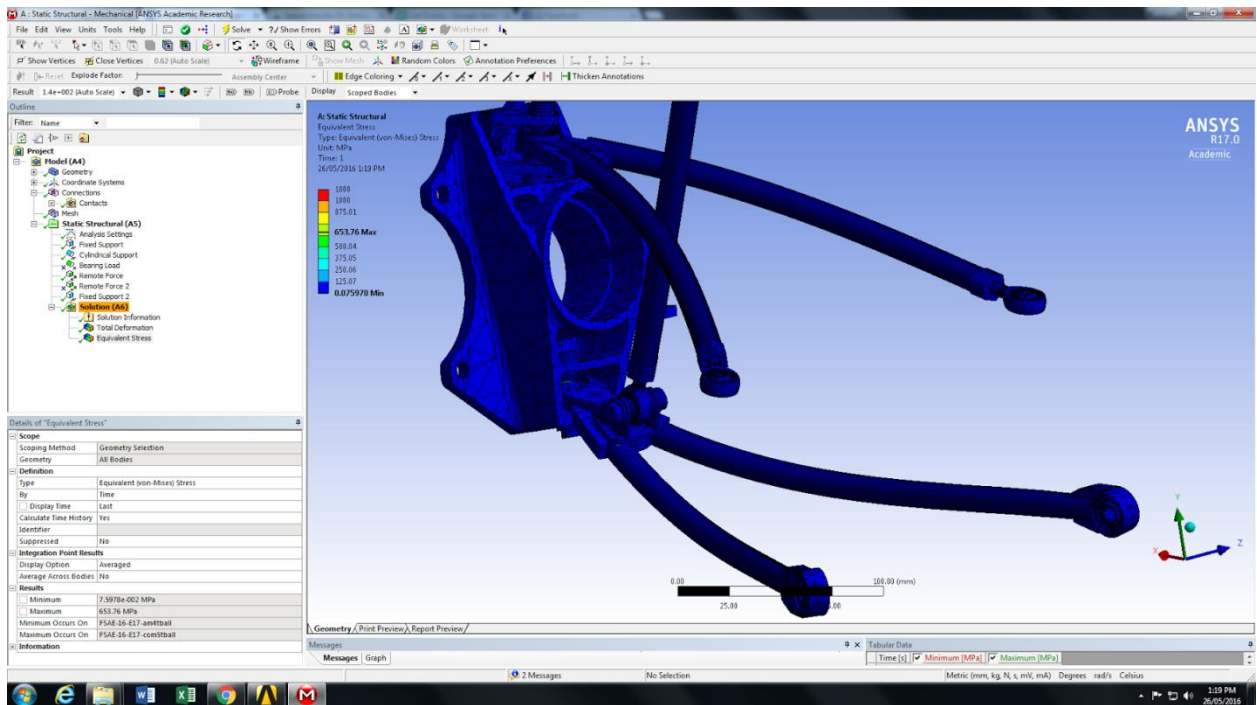 A : Static Structural - Mechanical [ANSYS Academic Research]
File Edit View Units Tools Help Solve ?/Show Errors Worksheet
Show Vertices Close Vertices 0.62 (Auto Scale) Wireframe Show Mesh Random Colors Annotation Preferences
Reset Explode Factor: Assembly Center Edge Coloring Thicken Annotations
Result 1.4e+002 (Auto Scale) Probe Display Scoped Bodies
Outline
Filter: Name
Project
Model (A4)
Geometry
Coordinate Systems
Connections
Contacts
Mesh
Static Structural (A5)
Analysis Settings
Fixed Support
Cylindrical Support
Bearing Load
Remote Force
Remote Force 2
Fixed Support 2
Solution (A6)
Solution Information
Total Deformation
Equivalent Stress
Details of "Equivalent Stress"
Scope
Scoping Method Geometry Selection
Geometry All Bodies
Definition
Type Equivalent (von-Mises) Stress
By Time
Display Time Last
Calculate Time History Yes
Identifier
Suppressed No
Integration Point Results
Display Option Averaged
Average Across Bodies No
Results
Minimum 7.5978e-002 MPa
Maximum 653.76 MPa
Minimum Occurs On FSAE-16-E17-am4tball
Maximum Occurs On FSAE-16-E17-com5tball
Information
A: Static Structural
Equivalent Stress
Type: Equivalent (von-Mises) Stress
Unit: MPa
Time: 1
26/05/2016 1:19 PM
1000
1000
875.01
653.76 Max
500.04
375.05
250.06
125.07
0.075978 Min
ANSYS
R17.0
Academic
Y
X
Z
0.00
100.00 (mm)
25.00
Geometry Print Preview Report Preview
Messages
Messages Graph
Tabular Data
Time [s] Minimum [MPa] Maximum [MPa]
2 Messages No Selection Metric (mm, kg, N, s, mV, mA) Degrees rad/s Celsius
1:19 PM
26/05/2016